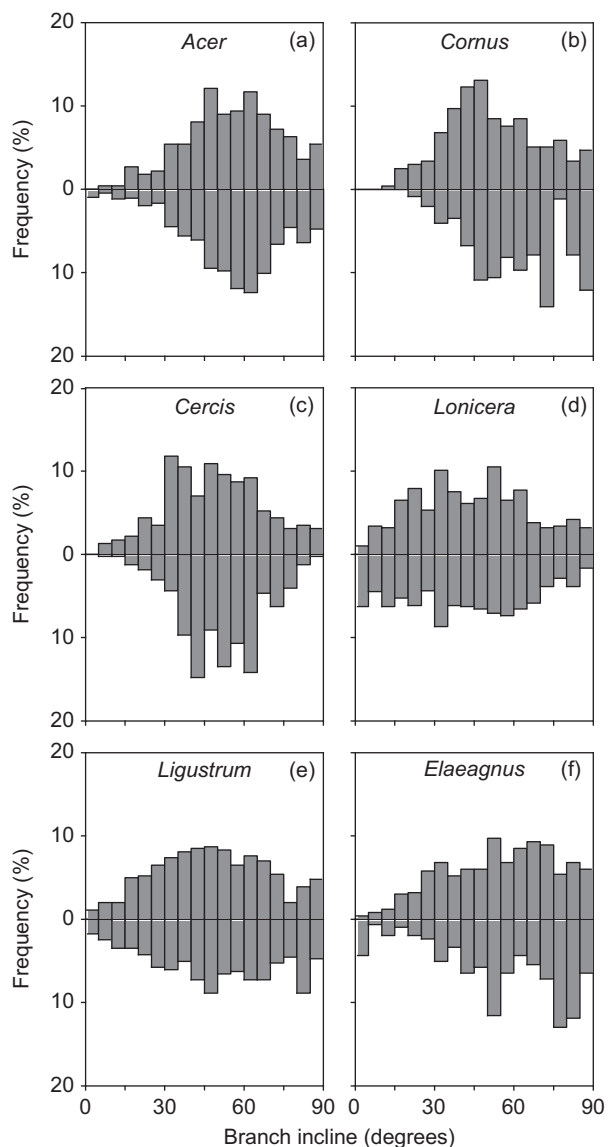 20
Acer (a)
Cornus (b)
10
Frequency (%)
0
10
20
20
Cercis (c)
Lonicera (d)
10
Frequency (%)
0
10
20
20
Ligustrum (e)
Elaeagnus (f)
10
Frequency (%)
0
10
20
0 30 60 90 0 30 60 90
Branch incline (degrees)